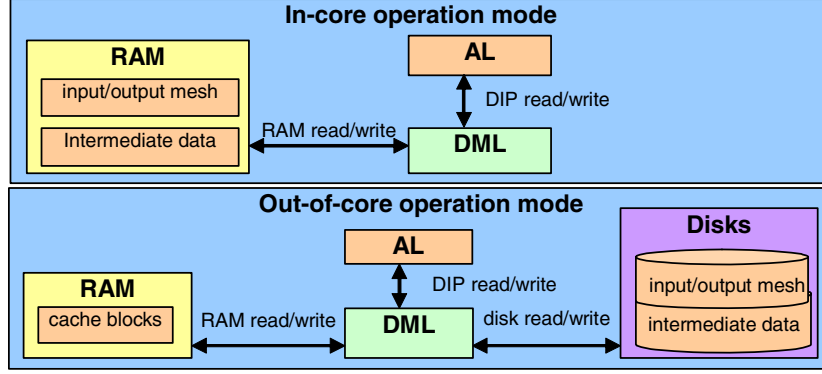 In-core operation mode
RAM
input/output mesh
Intermediate data
RAM read/write
AL
DIP read/write
DML
Out-of-core operation mode
RAM
cache blocks
RAM read/write
AL
DIP read/write
DML
disk read/write
Disks
input/output mesh
intermediate data